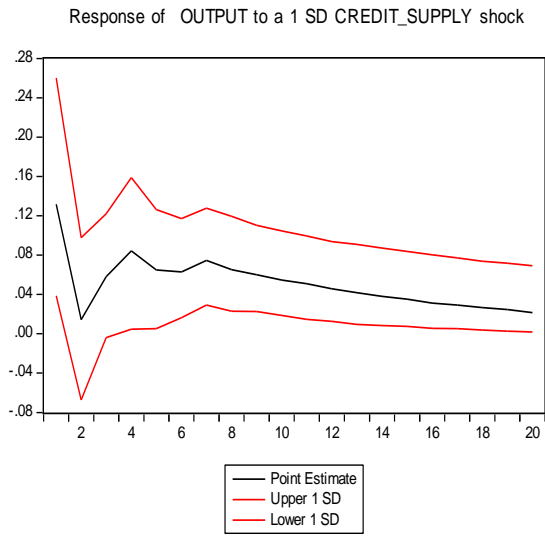 Response of OUTPUT to a 1 SD CREDIT_SUPPLY shock
.28
.24
.20
.16
.12
.08
.04
.00
-.04
-.08
2 4 6 8 10 12 14 16 18 20
Point Estimate
Upper 1 SD
Lower 1 SD